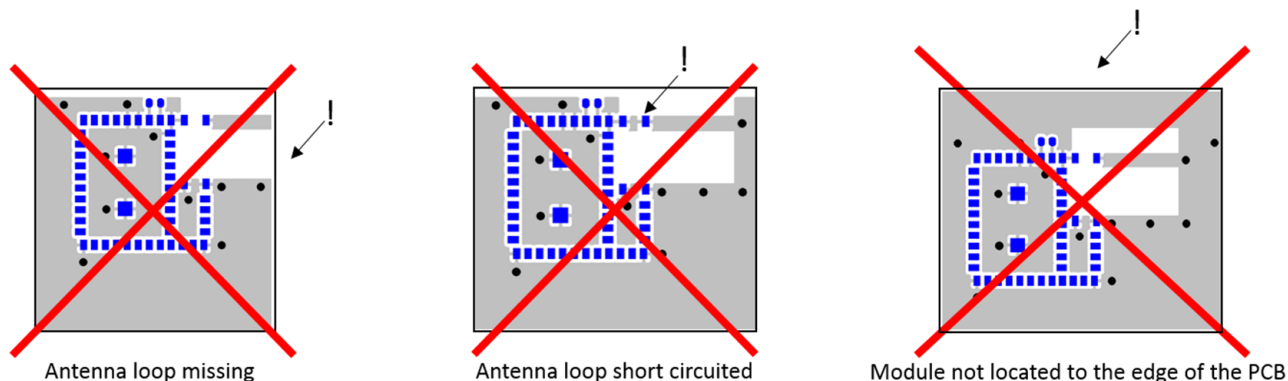 !
!
!
Antenna loop missing
Antenna loop short circuited
Module not located to the edge of the PCB